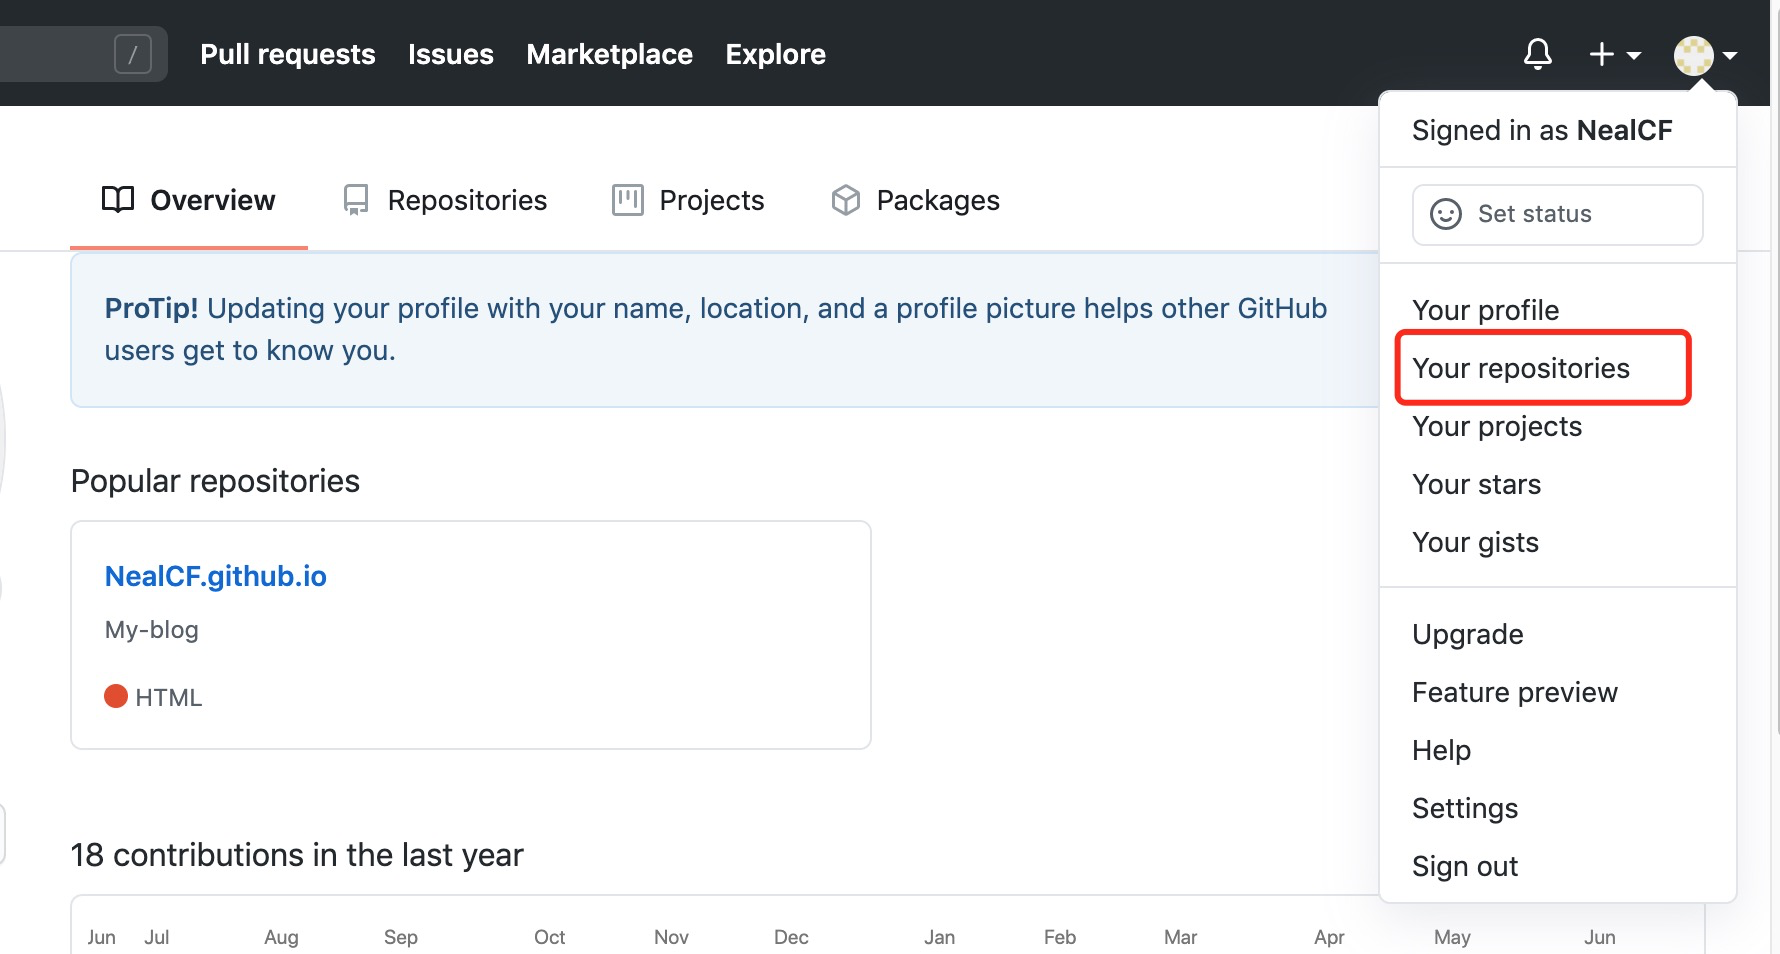 / Pull requests Issues Marketplace Explore
Signed in as NealCF
Overview Repositories Projects Packages
Set status
ProTip! Updating your profile with your name, location, and a profile picture helps other GitHub
users get to know you.
Your profile
Your repositories
Your projects
Your stars
Your gists
Upgrade
Feature preview
Help
Settings
Sign out
Popular repositories
NealCF.github.io
My-blog
HTML
18 contributions in the last year
Jun Jul Aug Sep Oct Nov Dec Jan Feb Mar Apr May Jun